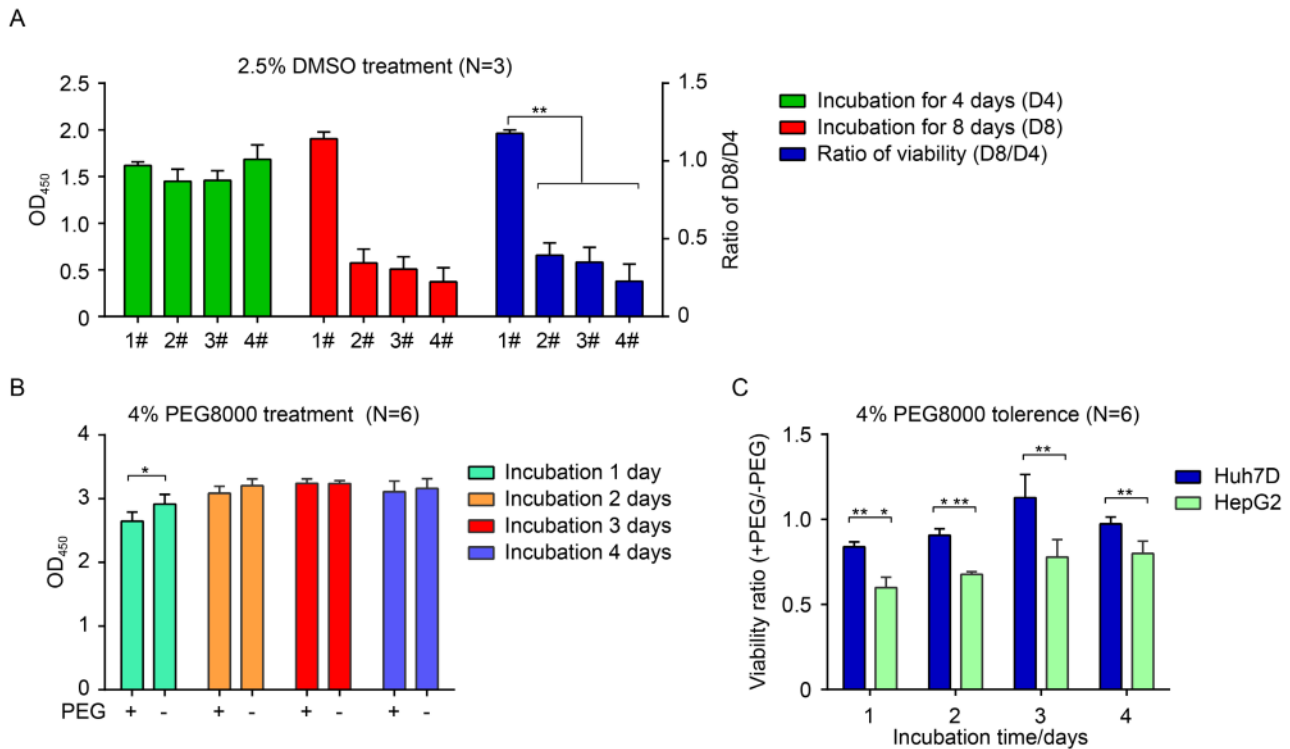 A
2.5% DMSO treatment (N=3)
2.5
2.0
1.5
1.0
0.5
0
OD450
1.5
1.0
0.5
0
Ratio of D8/D4
**
1# 2# 3# 4# 1# 2# 3# 4# 1# 2# 3# 4#
Incubation for 4 days (D4)
Incubation for 8 days (D8)
Ratio of viability (D8/D4)
B
4% PEG8000 treatment (N=6)
4
3
2
1
0
OD450
*
PEG + - + - + - + -
Incubation 1 day
Incubation 2 days
Incubation 3 days
Incubation 4 days
C
4% PEG8000 tolerence (N=6)
1.5
1.0
0.5
0
Viability ratio (+PEG/-PEG)
** *
* **
**
**
1 2 3 4
Incubation time/days
Huh7D
HepG2